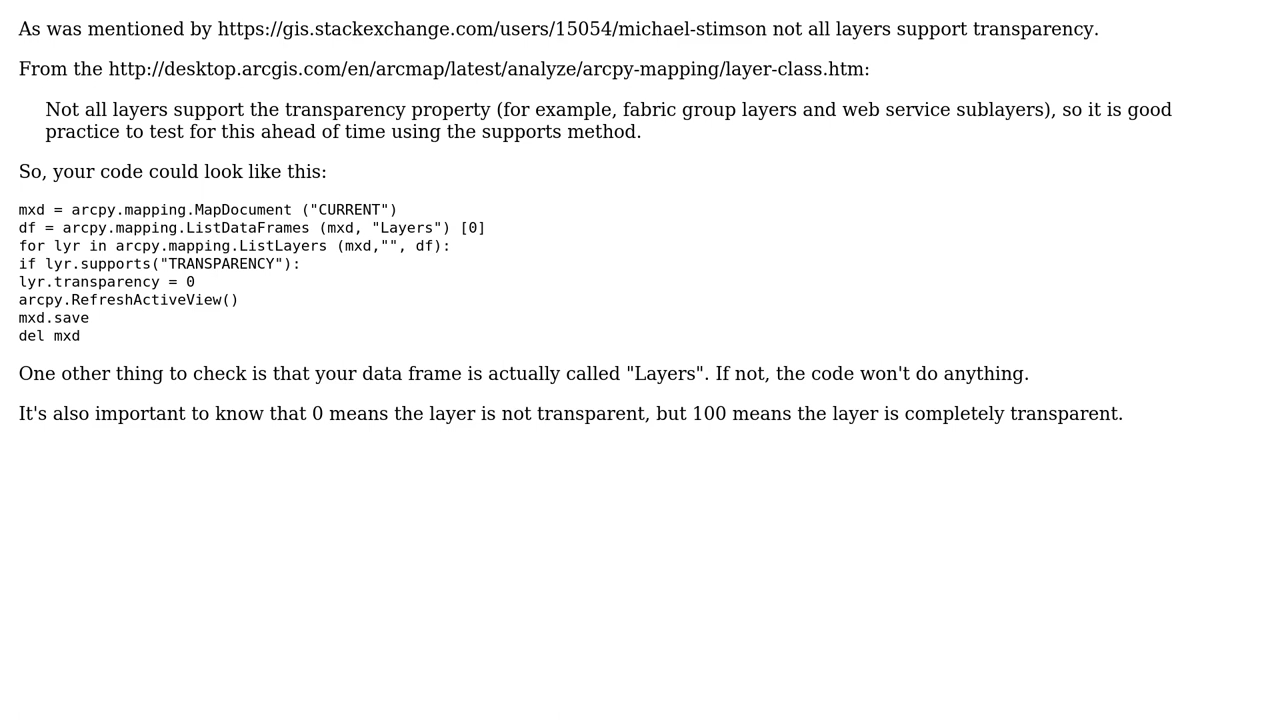 As was mentioned by https://gis.stackexchange.com/users/15054/michael-stimson not all layers support transparency.
From the http://desktop.arcgis.com/en/arcmap/latest/analyze/arcpy-mapping/layer-class.htm:
Not all layers support the transparency property (for example, fabric group layers and web service sublayers), so it is good
practice to test for this ahead of time using the supports method.
So, your code could look like this:
mxd = arcpy.mapping.MapDocument ("CURRENT")
df = arcpy.mapping.ListDataFrames (mxd, "Layers") [0]
for lyr in arcpy.mapping.ListLayers (mxd,"", df):
if lyr.supports("TRANSPARENCY"):
lyr.transparency = 0
arcpy.RefreshActiveView()
mxd.save
del mxd
One other thing to check is that your data frame is actually called "Layers". If not, the code won't do anything.
It's also important to know that 0 means the layer is not transparent, but 100 means the layer is completely transparent.